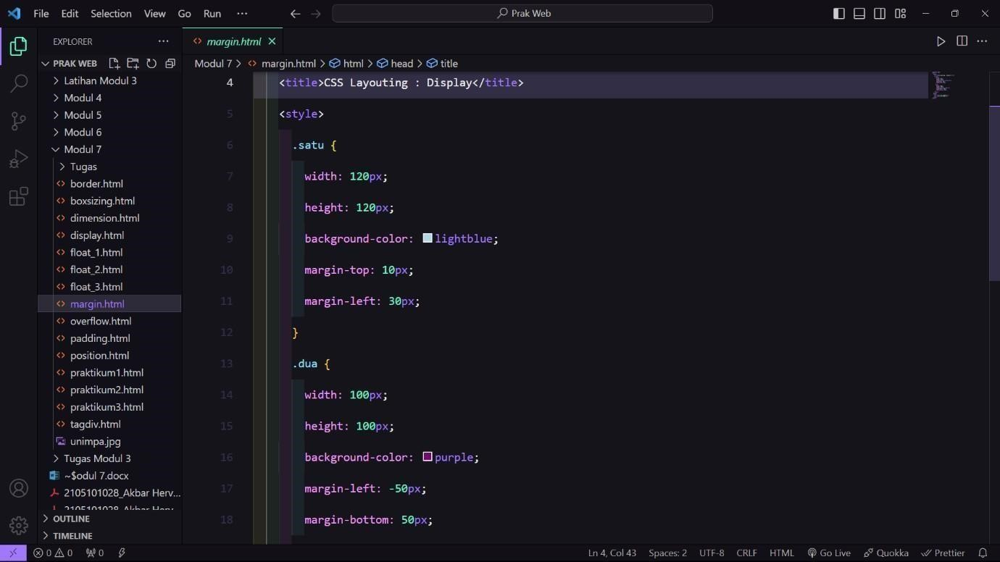 File Edit Selection View Go Run ··· Prak Web
EXPLORER ···
PRAK WEB
Latihan Modul 3
Modul 4
Modul 5
Modul 6
Modul 7
Tugas
border.html
boxsizing.html
dimension.html
display.html
float_1.html
float_2.html
float_3.html
margin.html
overflow.html
padding.html
position.html
praktikum1.html
praktikum2.html
praktikum3.html
tagdiv.html
unimpa.jpg
Tugas Modul 3
~$odul 7.docx
2105101028_Akbar Herv...
2105101028_Akbar Herv...
OUTLINE
TIMELINE
margin.html
Modul 7 > margin.html > html > head > title
4 <title>CSS Layouting : Display</title>
5 <style>
6 .satu {
7 width: 120px;
8 height: 120px;
9 background-color: lightblue;
10 margin-top: 10px;
11 margin-left: 30px;
12 }
13 .dua {
14 width: 100px;
15 height: 100px;
16 background-color: purple;
17 margin-left: -50px;
18 margin-bottom: 50px;
0 0 0 Ln 4, Col 43 Spaces: 2 UTF-8 CRLF HTML Go Live Quokka Prettier